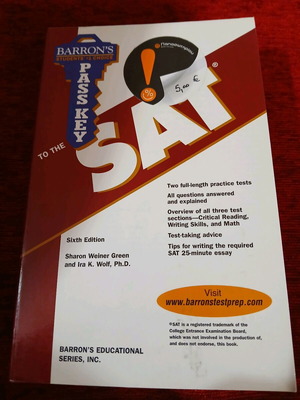 BARRON'S
STUDENTS' #1 CHOICE
PASS KEY
TO THE
SAT®
5,00 €
Two full-length practice tests
All questions answered
and explained
Overview of all three test
sections—Critical Reading,
Writing Skills, and Math
Test-taking advice
Tips for writing the required
SAT 25-minute essay
Sixth Edition
Sharon Weiner Green
and Ira K. Wolf, Ph.D.
Visit
www.barronstestprep.com
®SAT is a registered trademark of the
College Entrance Examination Board,
which was not involved in the production of,
and does not endorse, this book.
BARRON'S EDUCATIONAL
SERIES, INC.